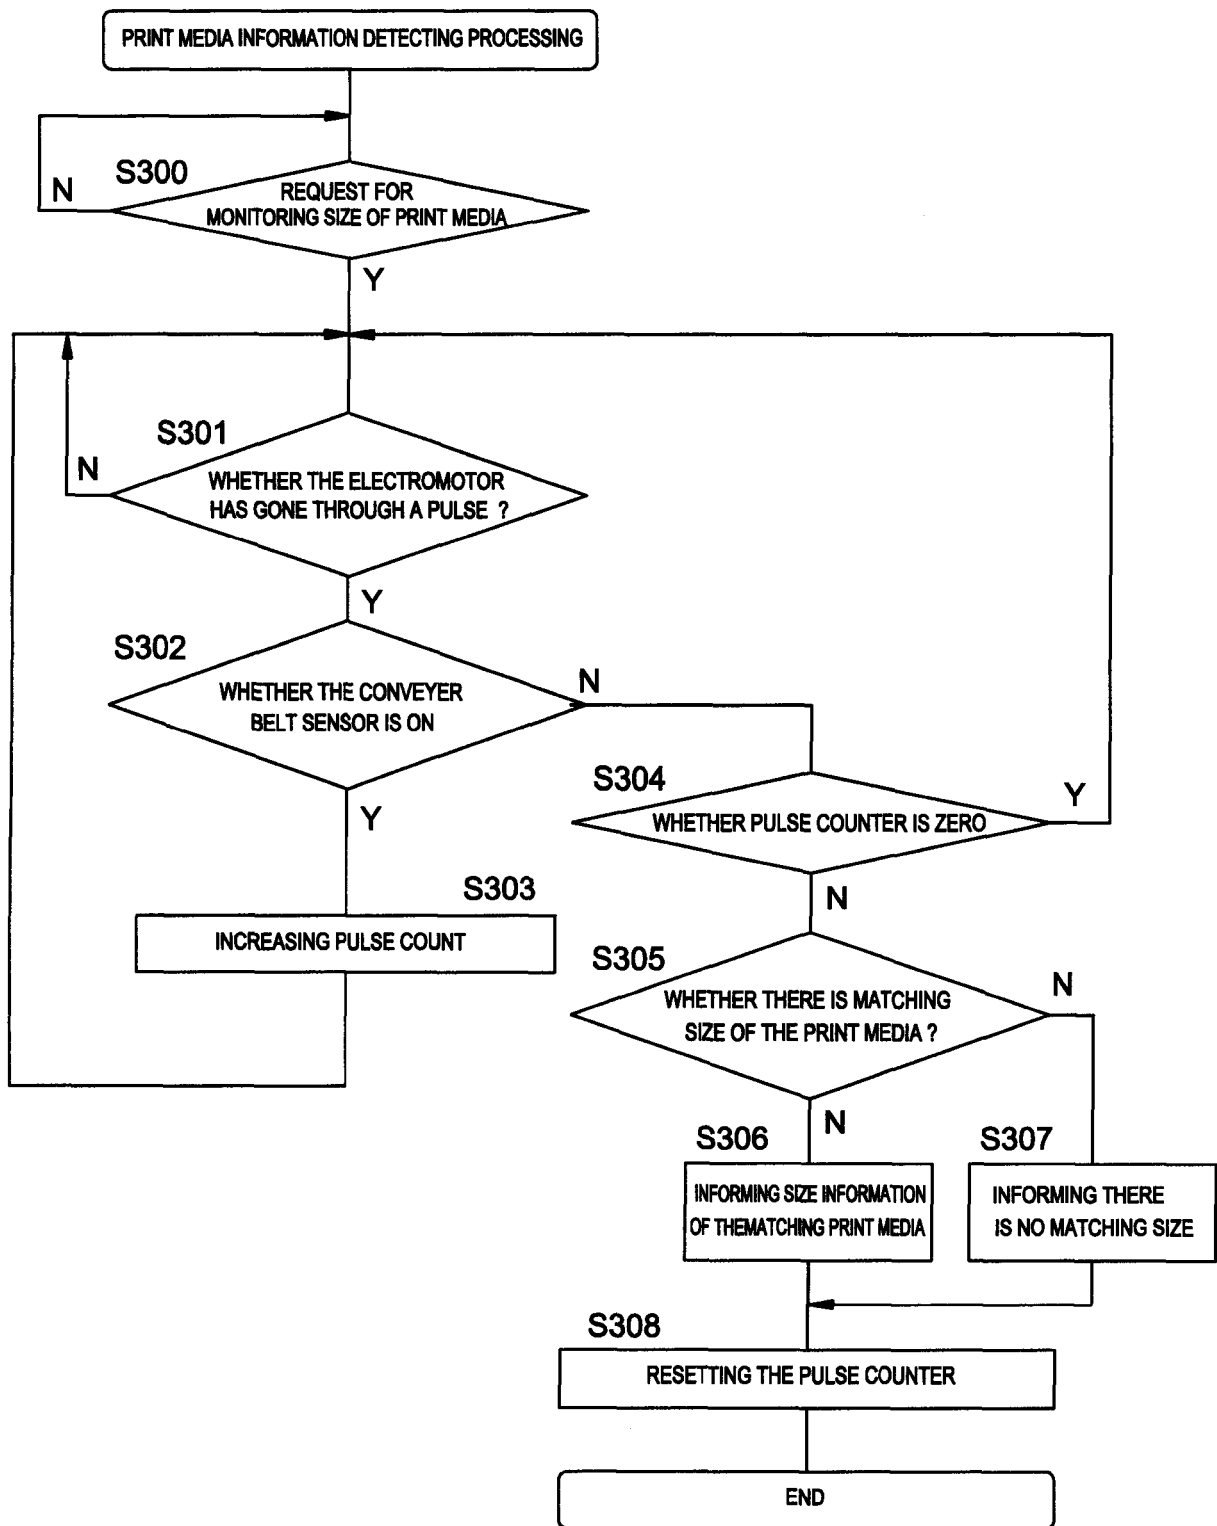 PRINT MEDIA INFORMATION DETECTING PROCESSING
S300
N
REQUEST FOR
MONITORING SIZE OF PRINT MEDIA
Y
S301
N
WHETHER THE ELECTROMOTOR
HAS GONE THROUGH A PULSE ?
Y
S302
N
WHETHER THE CONVEYER
BELT SENSOR IS ON
Y
S304
Y
WHETHER PULSE COUNTER IS ZERO
N
S303
INCREASING PULSE COUNT
S305
N
WHETHER THERE IS MATCHING
SIZE OF THE PRINT MEDIA ?
N
S306
INFORMING SIZE INFORMATION
OF THEMATCHING PRINT MEDIA
S307
INFORMING THERE
IS NO MATCHING SIZE
S308
RESETTING THE PULSE COUNTER
END